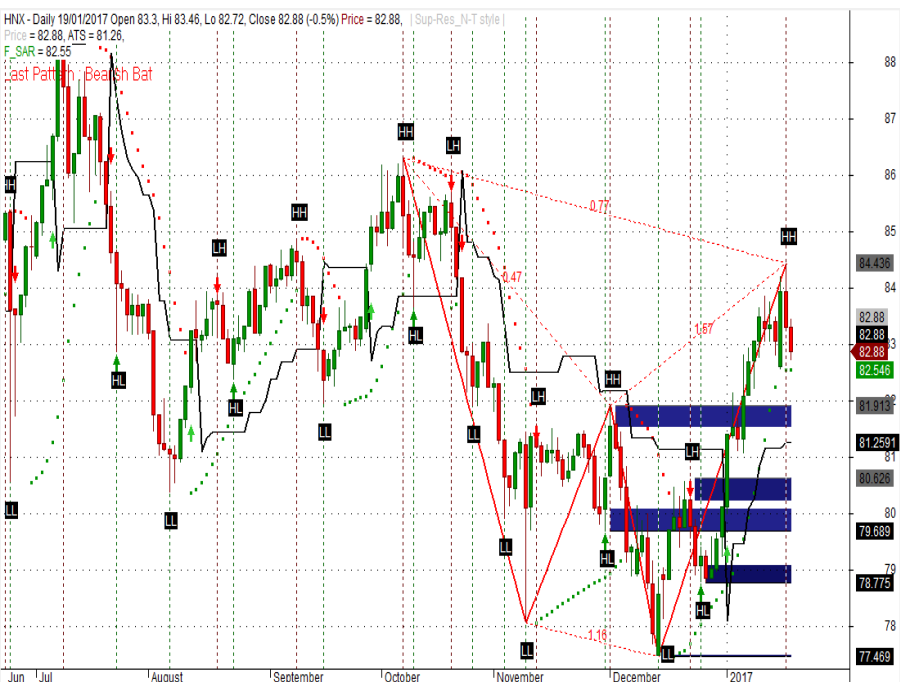 HNX - Daily 19/01/2017 Open 83.3, Hi 83.46, Lo 82.72, Close 82.88 (-0.5%) Price = 82.88, | Sup-Res_N-T style |
Price = 82.88, ATS = 81.26,
F_SAR = 82.55
Last Pattern : Bearish Bat
88
87
HH
LH
86
HH
0.77
HH
LH
HH
85
84.436
0.47
84
82.88
1.57
82.88
83
82.88
HL
HL
HH
82.546
LH
HL
81.913
LL
LL
LH
81.2591
81
80.626
LL
LL
80
79.689
LL
HL
79
78.775
HL
1.16
78
LL
LL
77.469
Jun Jul August September October November December 2017